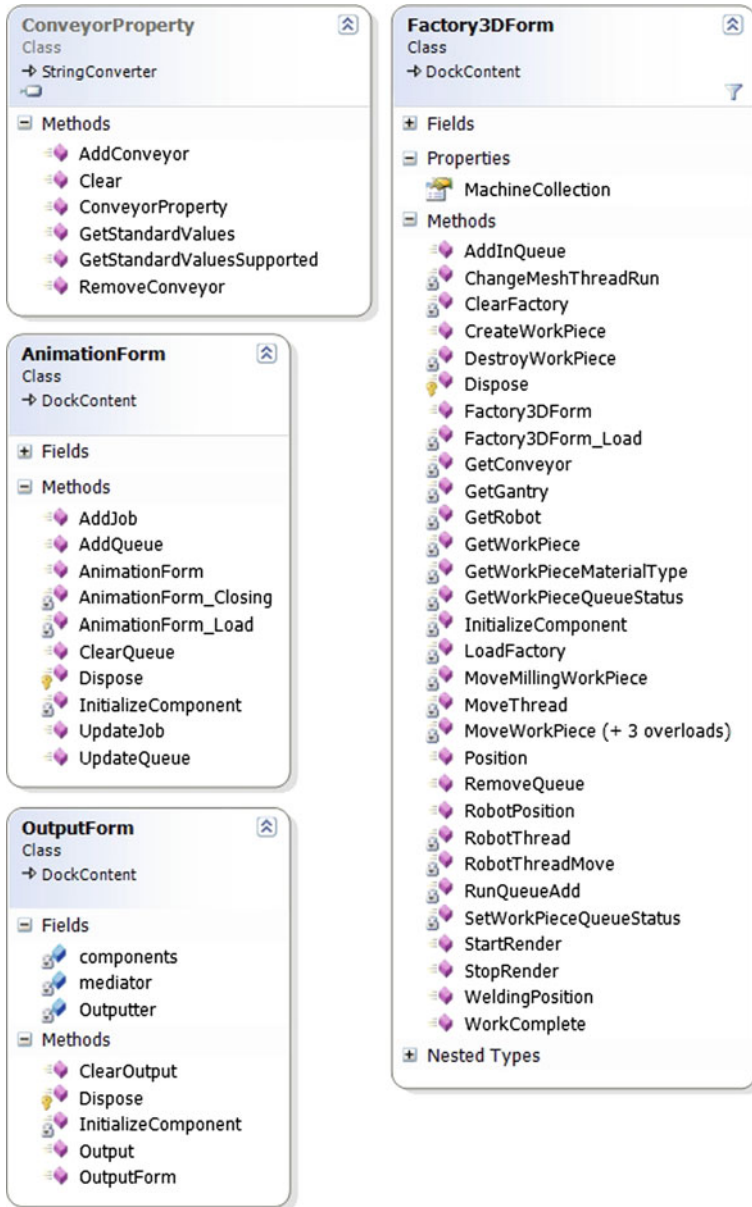 ConveyorProperty
Class
StringConverter
Methods
AddConveyor
Clear
ConveyorProperty
GetStandardValues
GetStandardValuesSupported
RemoveConveyor
AnimationForm
Class
DockContent
Fields
Methods
AddJob
AddQueue
AnimationForm
AnimationForm_Closing
AnimationForm_Load
ClearQueue
Dispose
InitializeComponent
UpdateJob
UpdateQueue
OutputForm
Class
DockContent
Fields
components
mediator
Outputter
Methods
ClearOutput
Dispose
InitializeComponent
Output
OutputForm
Factory3DForm
Class
DockContent
Fields
Properties
MachineCollection
Methods
AddInQueue
ChangeMeshThreadRun
ClearFactory
CreateWorkPiece
DestroyWorkPiece
Dispose
Factory3DForm
Factory3DForm_Load
GetConveyor
GetGantry
GetRobot
GetWorkPiece
GetWorkPieceMaterialType
GetWorkPieceQueueStatus
InitializeComponent
LoadFactory
MoveMillingWorkPiece
MoveThread
MoveWorkPiece (+ 3 overloads)
Position
RemoveQueue
RobotPosition
RobotThread
RobotThreadMove
RunQueueAdd
SetWorkPieceQueueStatus
StartRender
StopRender
WeldingPosition
WorkComplete
Nested Types